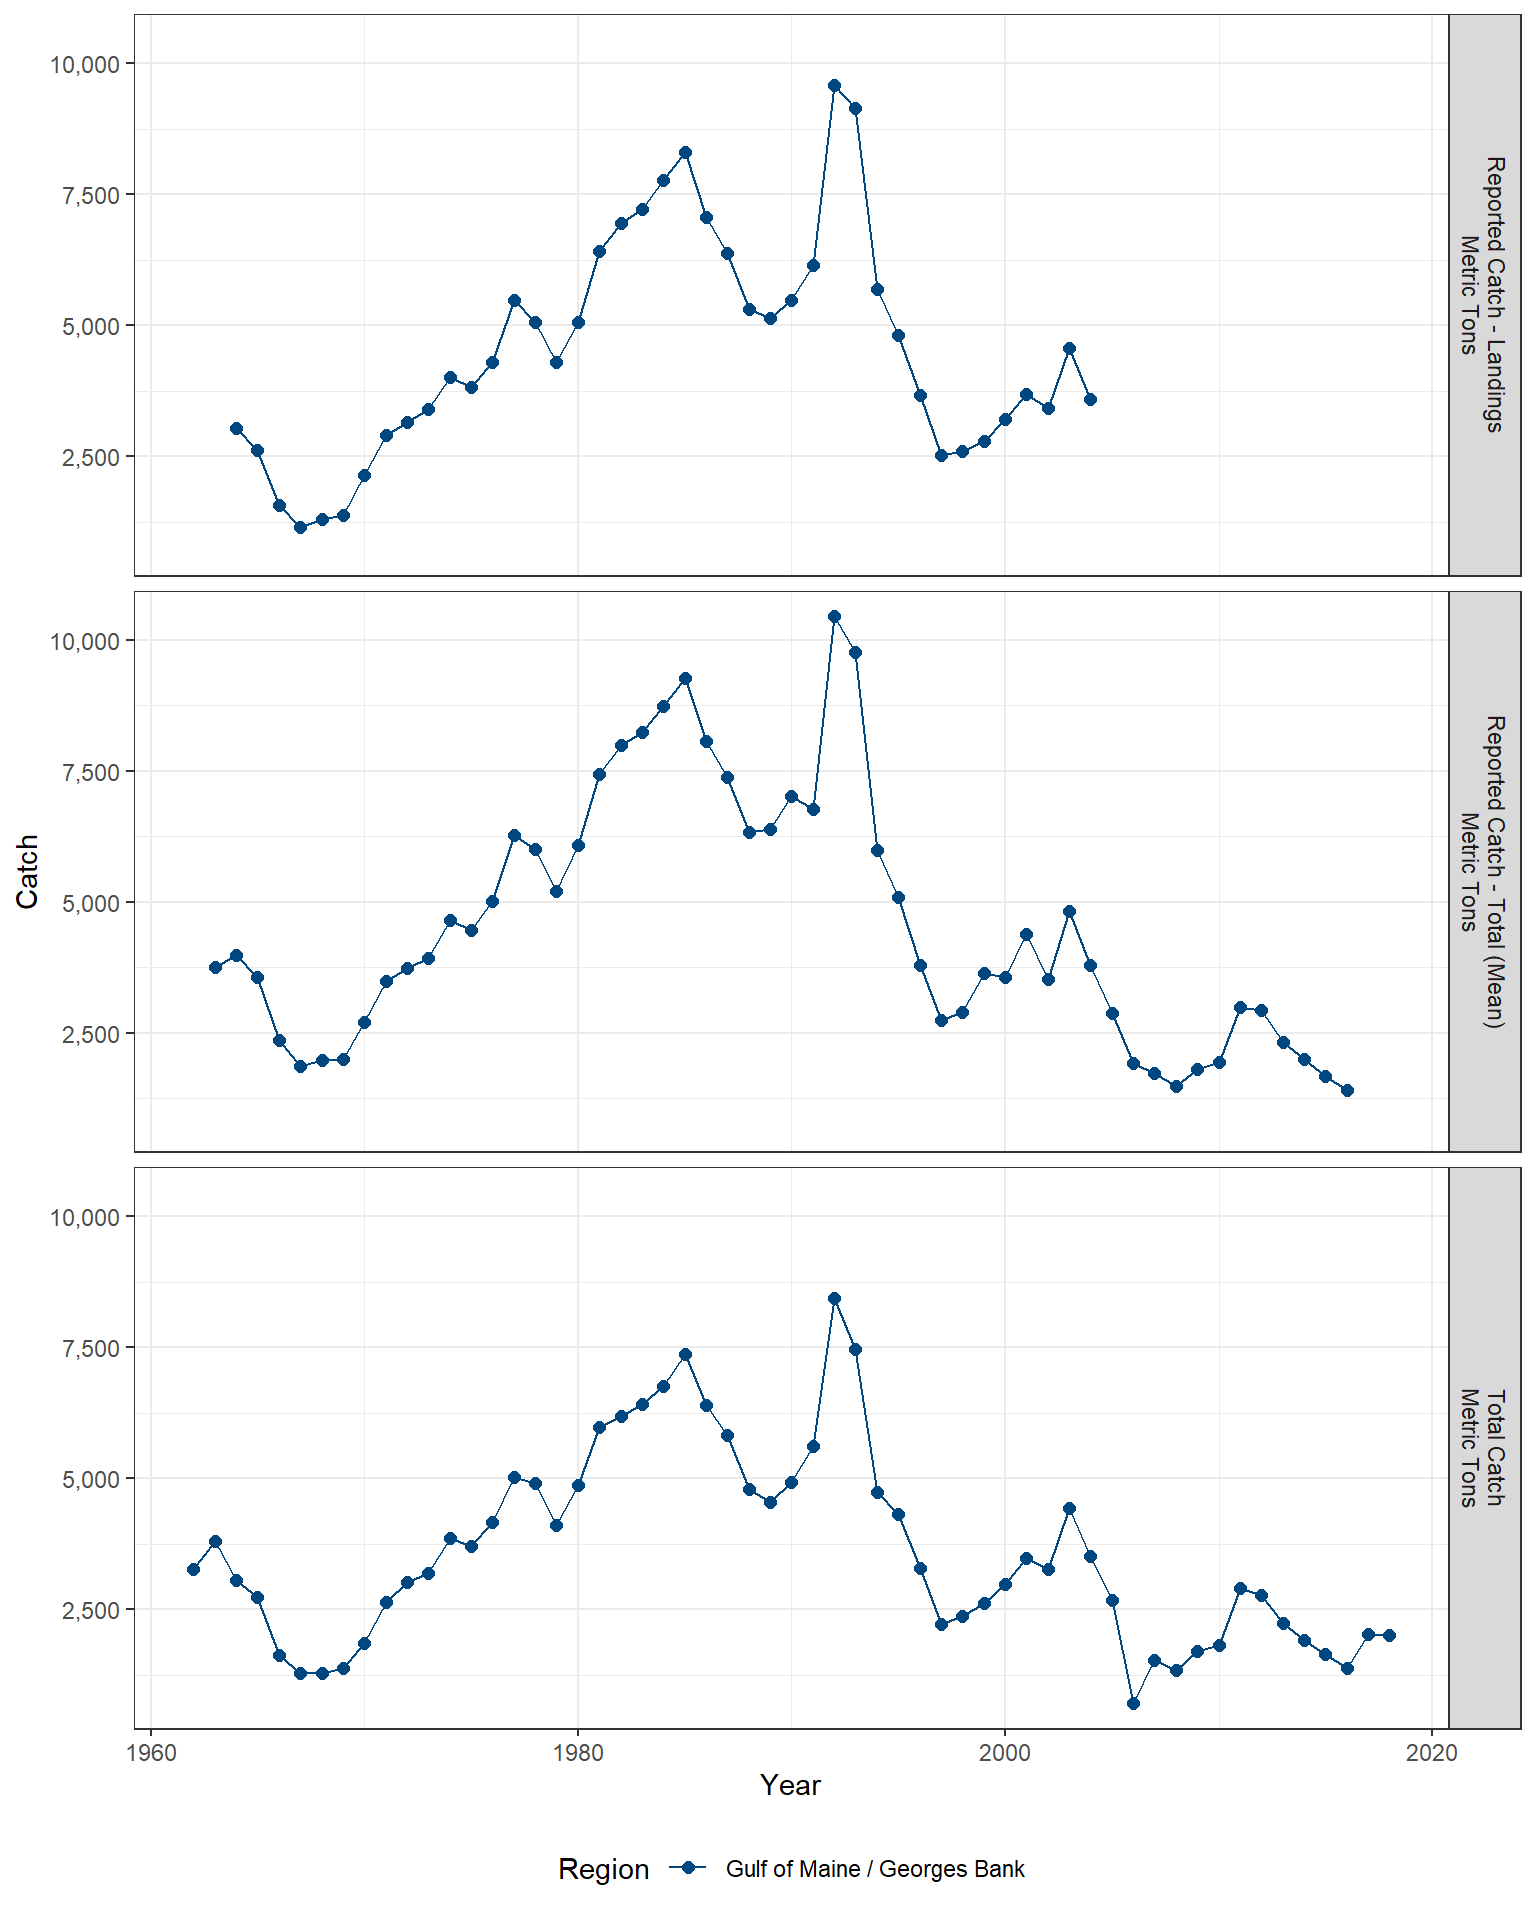 10,000
7,500
5,000
2,500
Reported Catch - Landings
Metric Tons
10,000
7,500
5,000
2,500
Reported Catch - Total (Mean)
Metric Tons
Catch
10,000
7,500
5,000
2,500
Total Catch
Metric Tons
1960
1980
2000
2020
Year
Region
Gulf of Maine / Georges Bank